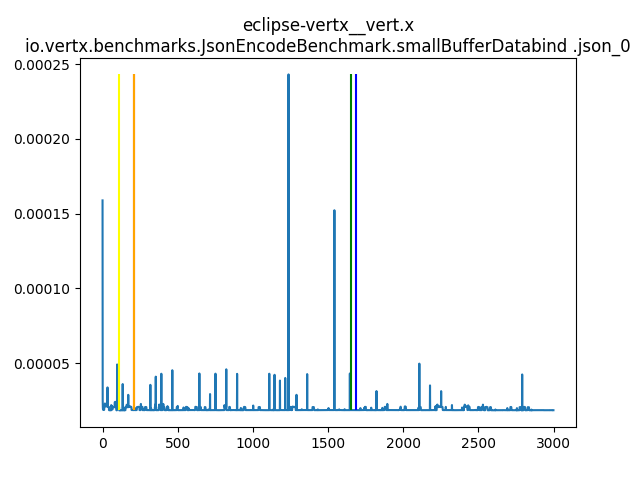 eclipse-vertx__vert.x
io.vertx.benchmarks.JsonEncodeBenchmark.smallBufferDatabind .json_0
0.00025
0.00020
0.00015
0.00010
0.00005
0 500 1000 1500 2000 2500 3000